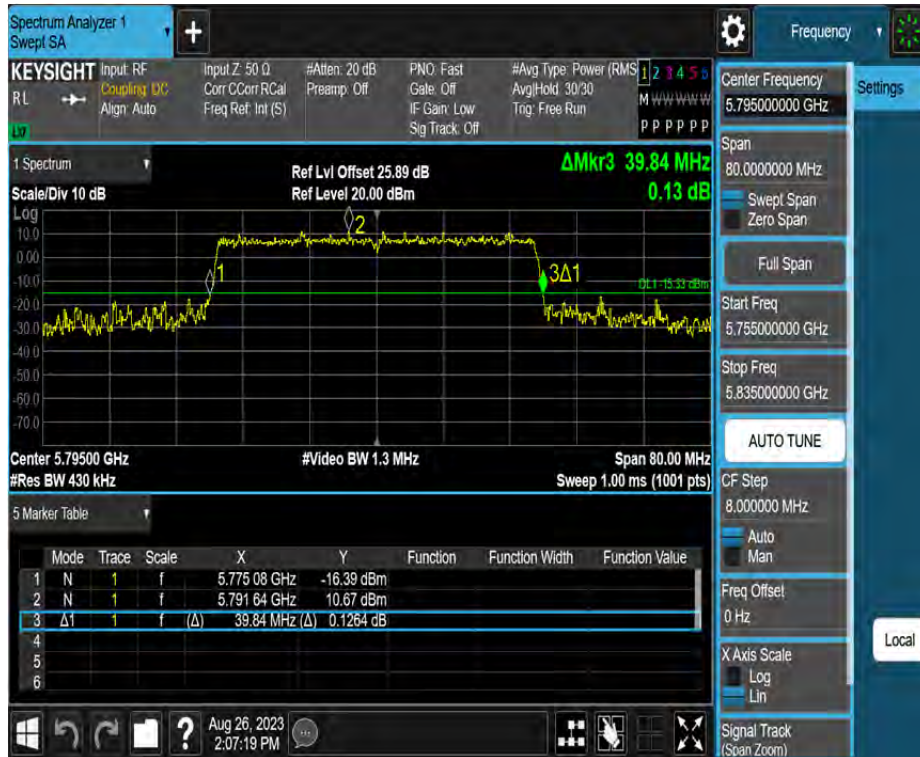 Spectrum Analyzer 1
Swept SA
+
Frequency
KEYSIGHT
RL
Input: RF
Coupling: DC
Align: Auto
Input Z: 50 Ω
Corr CCorr RCal
Freq Ref: Int (S)
#Atten: 20 dB
Preamp: Off
PNO: Fast
Gate: Off
IF Gain: Low
Sig Track: Off
#Avg Type: Power (RMS
Avg|Hold: 30/30
Trig: Free Run
1 2 3 4 5 6
M W W W W W
P P P P P P
Center Frequency
5.795000000 GHz
Settings
Span
80.0000000 MHz
Swept Span
Zero Span
Full Span
Start Freq
5.755000000 GHz
Stop Freq
5.835000000 GHz
AUTO TUNE
CF Step
8.000000 MHz
Auto
Man
Freq Offset
0 Hz
X Axis Scale
Log
Lin
Signal Track
(Span Zoom)
Local
1 Spectrum
Scale/Div 10 dB
Ref Lvl Offset 25.89 dB
Ref Level 20.00 dBm
ΔMkr3 39.84 MHz
0.13 dB
Log
10.0
0.00
-10.0
-20.0
-30.0
-40.0
-50.0
-60.0
-70.0
2
1
3Δ1
DL1 -15.33 dBm
Center 5.79500 GHz
#Video BW 1.3 MHz
Span 80.00 MHz
#Res BW 430 kHz
Sweep 1.00 ms (1001 pts)
5 Marker Table
Mode Trace Scale X Y Function Function Width Function Value
1 N 1 f 5.775 08 GHz -16.39 dBm
2 N 1 f 5.791 64 GHz 10.67 dBm
3 Δ1 1 f (Δ) 39.84 MHz (Δ) 0.1264 dB
4
5
6
?
Aug 26, 2023
2:07:19 PM